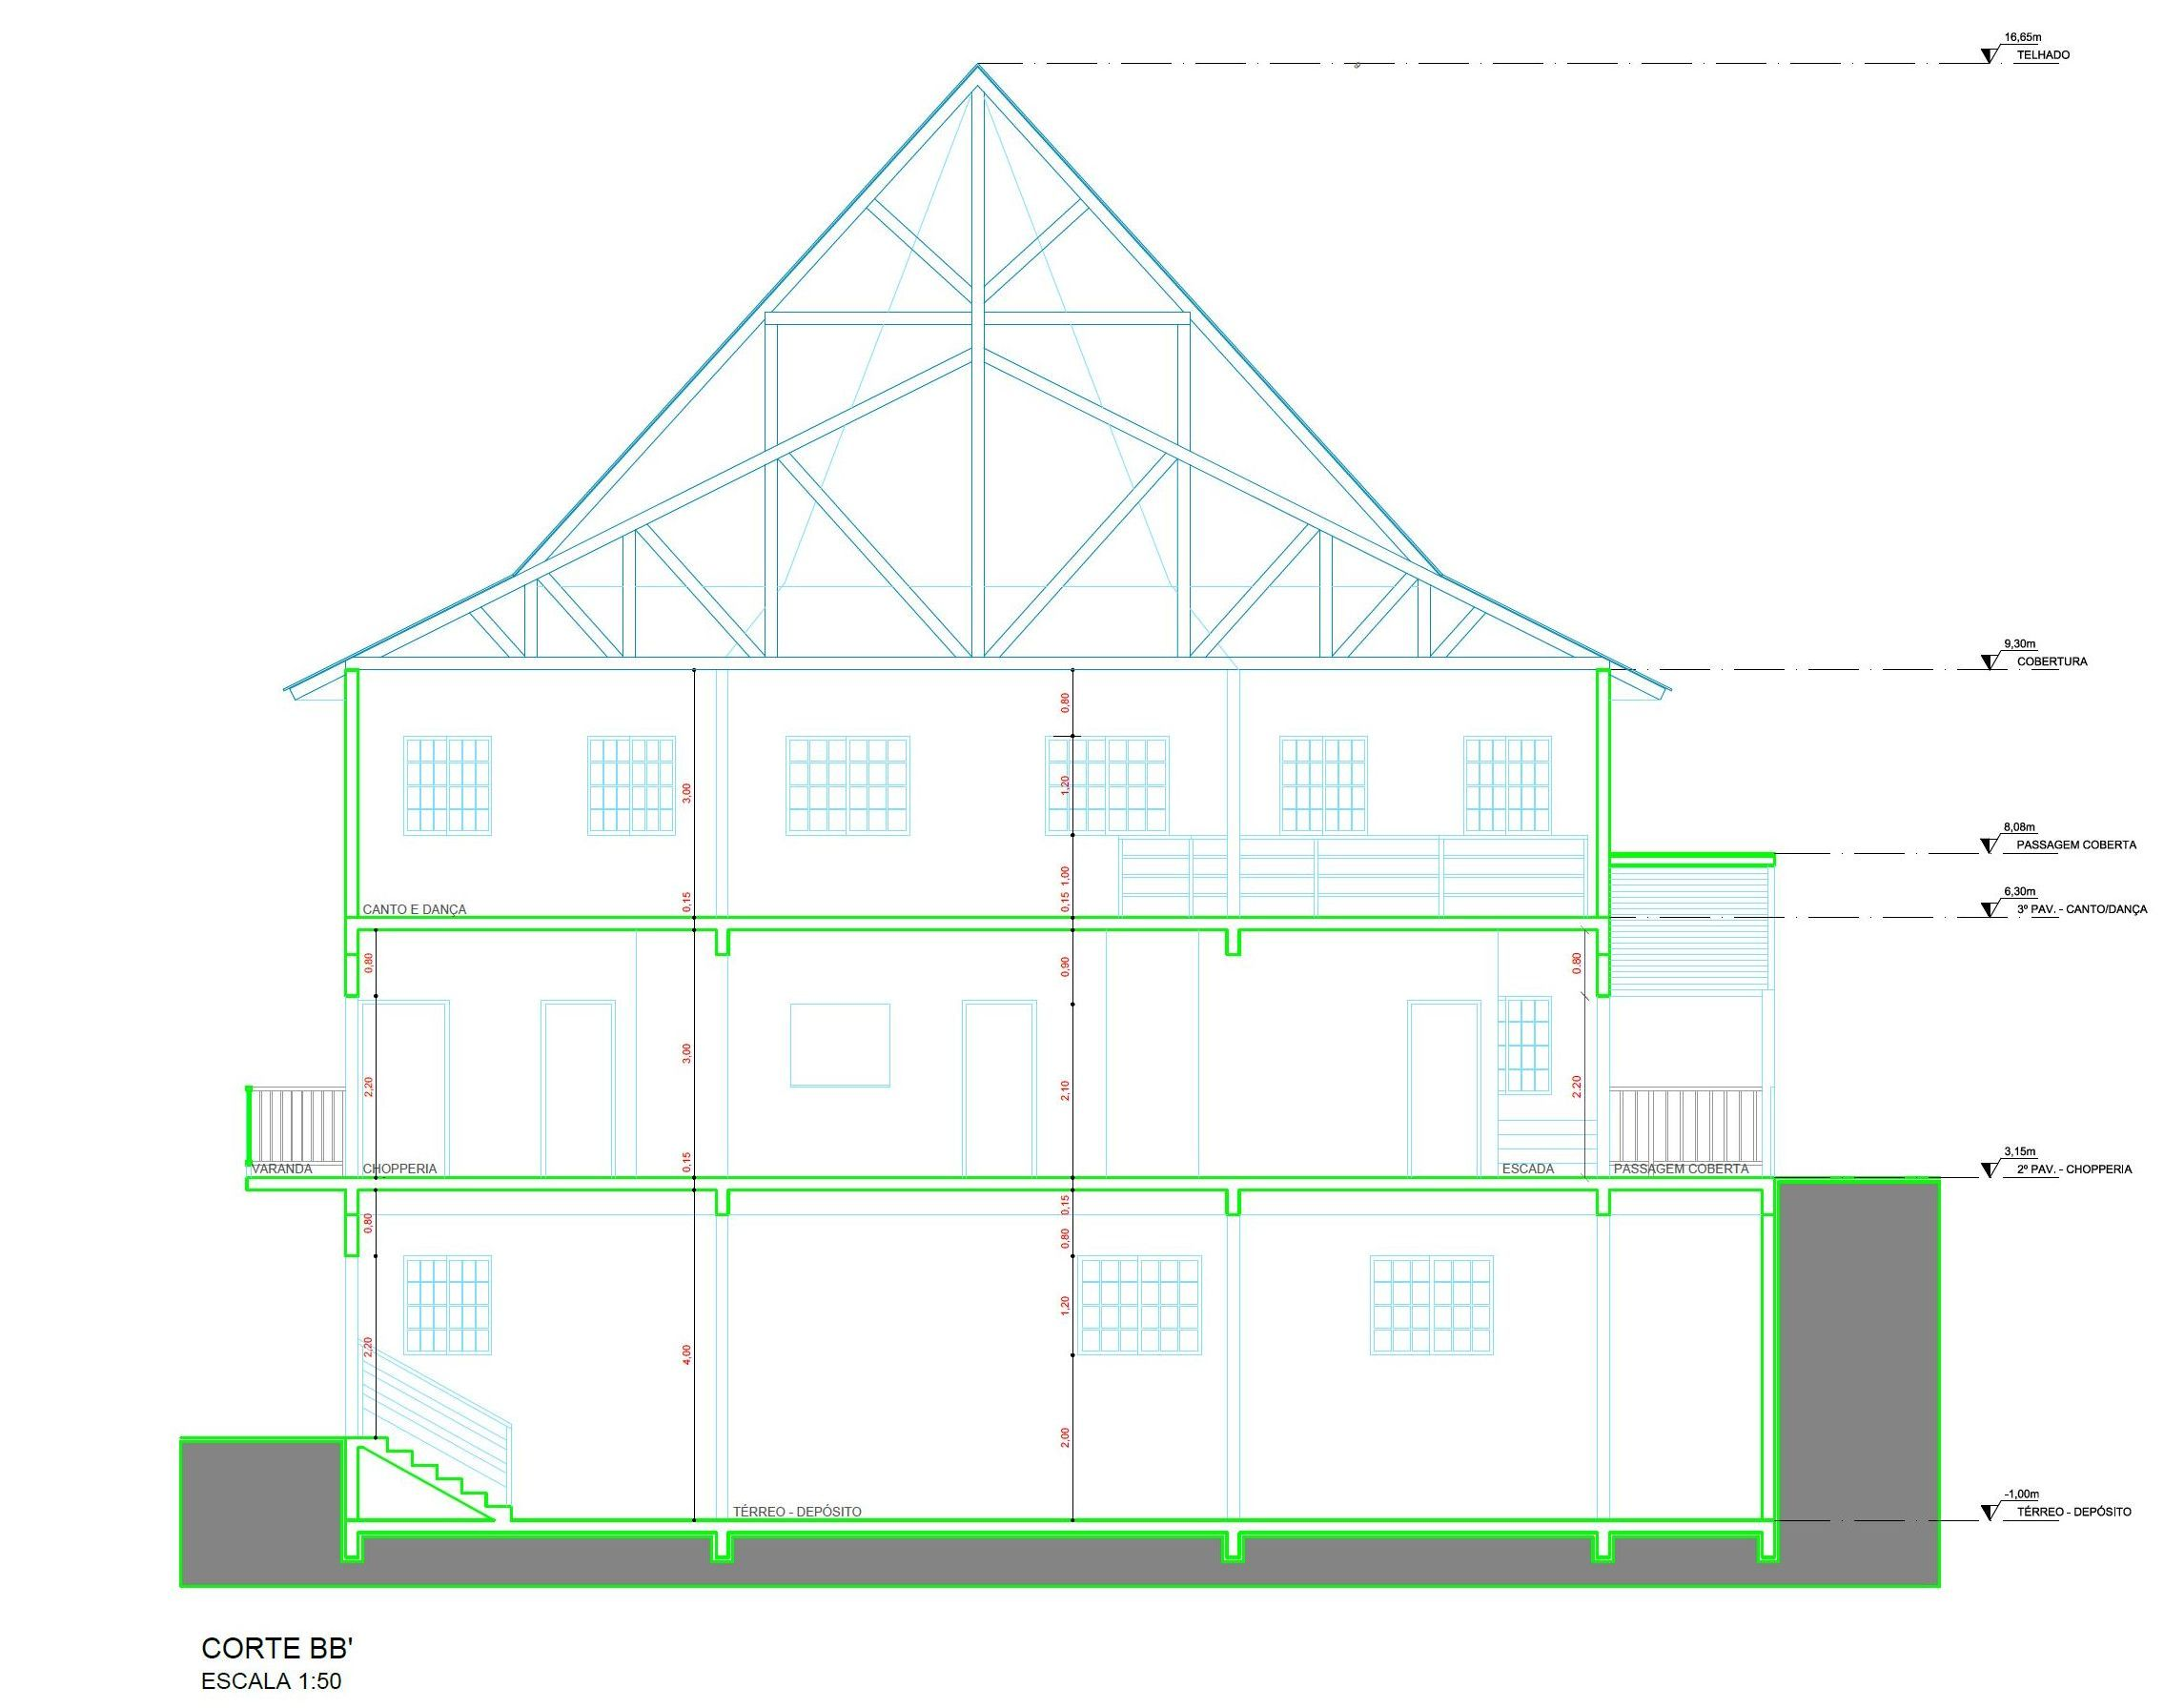 16,65m
TELHADO
9,30m
COBERTURA
0,80
3,00
1,20
8,08m
PASSAGEM COBERTA
1,00
0,15
0,15
6,30m
CANTO E DANÇA
3º PAV. - CANTO/DANÇA
0,80
0,90
0.80
3,00
2,20
2,10
2.20
3,15m
0,15
VARANDA
CHOPPERIA
ESCADA
PASSAGEM COBERTA
2º PAV. - CHOPPERIA
0,15
0,80
0,80
1,20
2,20
4,00
2,00
-1,00m
TÉRREO - DEPÓSITO
TÉRREO - DEPÓSITO
CORTE BB'
ESCALA 1:50